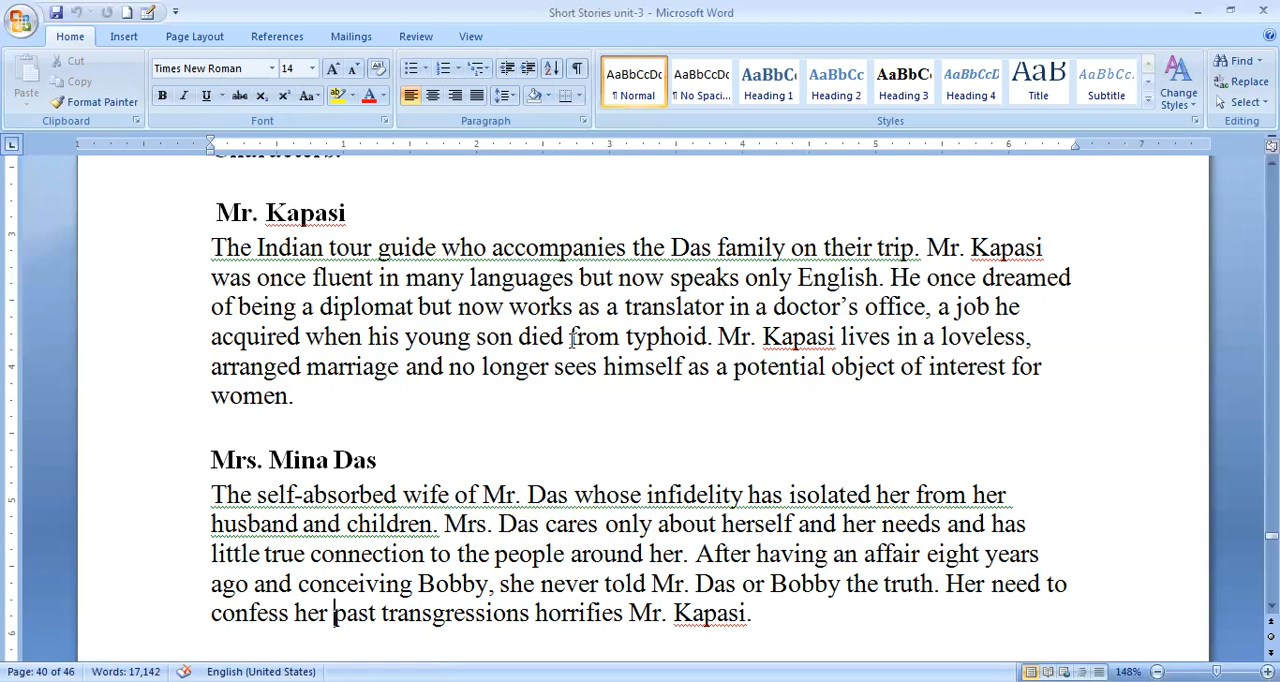 Short Stories unit-3 - Microsoft Word
Home Insert Page Layout References Mailings Review View
Paste
Cut
Copy
Format Painter
Clipboard
Times New Roman 14
Font
Paragraph
AaBbCcDc AaBbCcDc AaBbC AaBbCc AaBbCc AaBbCcD AaB AaBbCcDc
¶ Normal ¶ No Spaci... Heading 1 Heading 2 Heading 3 Heading 4 Title Subtitle
Change Styles
Styles
Find
Replace
Select
Editing
1 1 2 3 4 5 6 7
Characters:
Mr. Kapasi
The Indian tour guide who accompanies the Das family on their trip. Mr. Kapasi
was once fluent in many languages but now speaks only English. He once dreamed
of being a diplomat but now works as a translator in a doctor’s office, a job he
acquired when his young son died from typhoid. Mr. Kapasi lives in a loveless,
arranged marriage and no longer sees himself as a potential object of interest for
women.
Mrs. Mina Das
The self-absorbed wife of Mr. Das whose infidelity has isolated her from her
husband and children. Mrs. Das cares only about herself and her needs and has
little true connection to the people around her. After having an affair eight years
ago and conceiving Bobby, she never told Mr. Das or Bobby the truth. Her need to
confess her past transgressions horrifies Mr. Kapasi.
Page: 40 of 46 Words: 17,142 English (United States) 148%